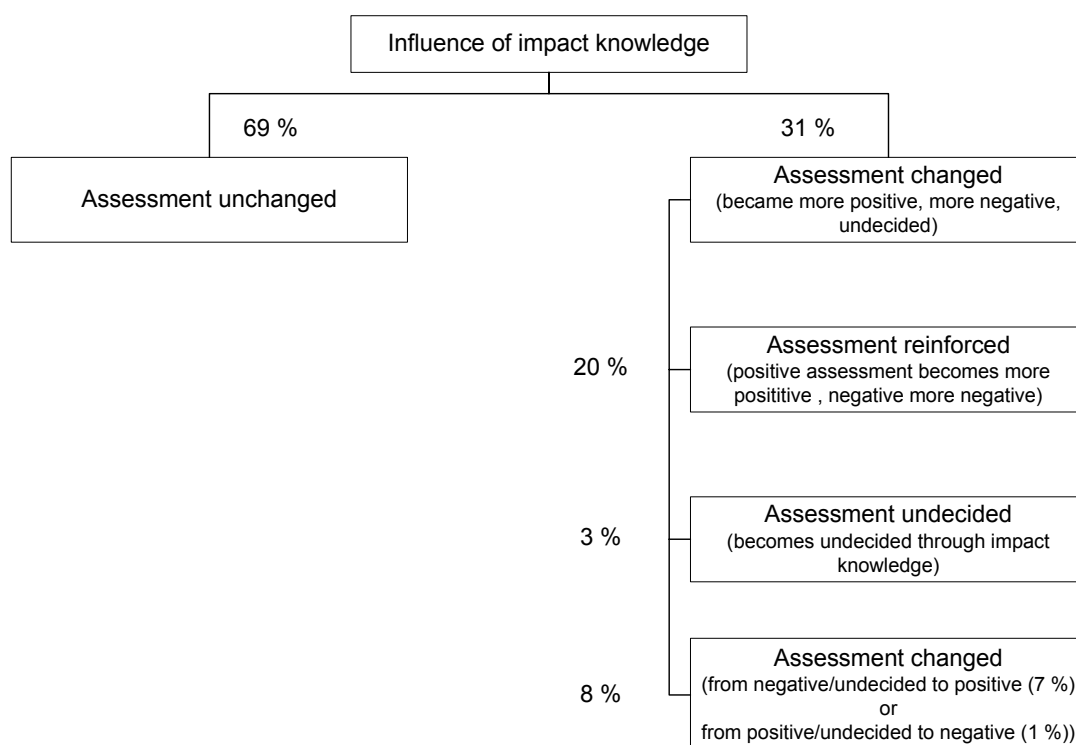 Influence of impact knowledge
69 %
31 %
Assessment unchanged
Assessment changed
(became more positive, more negative,
undecided)
20 %
Assessment reinforced
(positive assessment becomes more
posititive , negative more negative)
3 %
Assessment undecided
(becomes undecided through impact
knowledge)
8 %
Assessment changed
(from negative/undecided to positive (7 %)
or
from positive/undecided to negative (1 %))